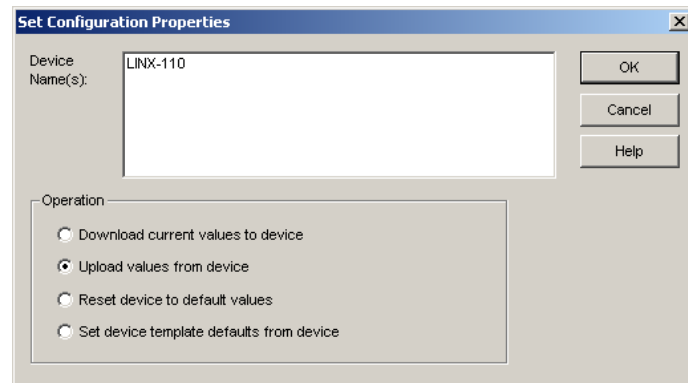 Set Configuration Properties
Device
Name(s):
LINX-110
OK
Cancel
Help
Operation
Download current values to device
Upload values from device
Reset device to default values
Set device template defaults from device